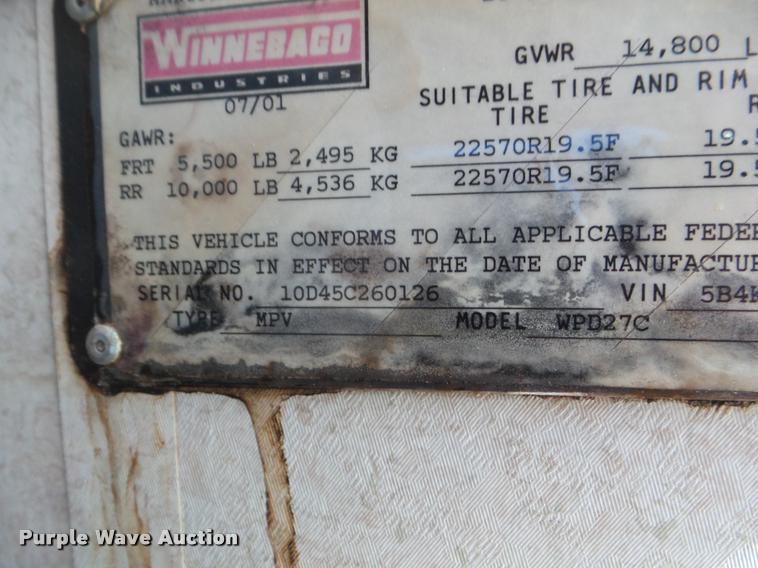 WINNEBAGO
INDUSTRIES
07/01
GVWR 14,800 L
SUITABLE TIRE AND RIM
TIRE R
GAWR:
FRT 5,500 LB 2,495 KG 22570R19.5F 19.5
RR 10,000 LB 4,536 KG 22570R19.5F 19.5
THIS VEHICLE CONFORMS TO ALL APPLICABLE FEDE
STANDARDS IN EFFECT ON THE DATE OF MANUFACTU
SERIAL NO. 10D45C260126 VIN 5B4
TYPE MPV MODEL WPD27C
Purple Wave Auction